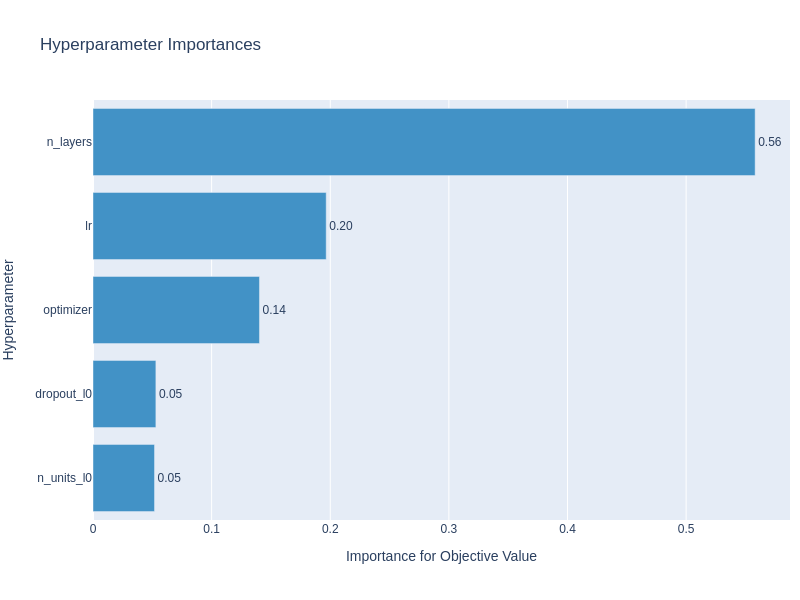 Hyperparameter Importances
n_layers
0.56
lr
0.20
optimizer
0.14
dropout_l0
0.05
n_units_l0
0.05
0
0.1
0.2
0.3
0.4
0.5
Importance for Objective Value
Hyperparameter